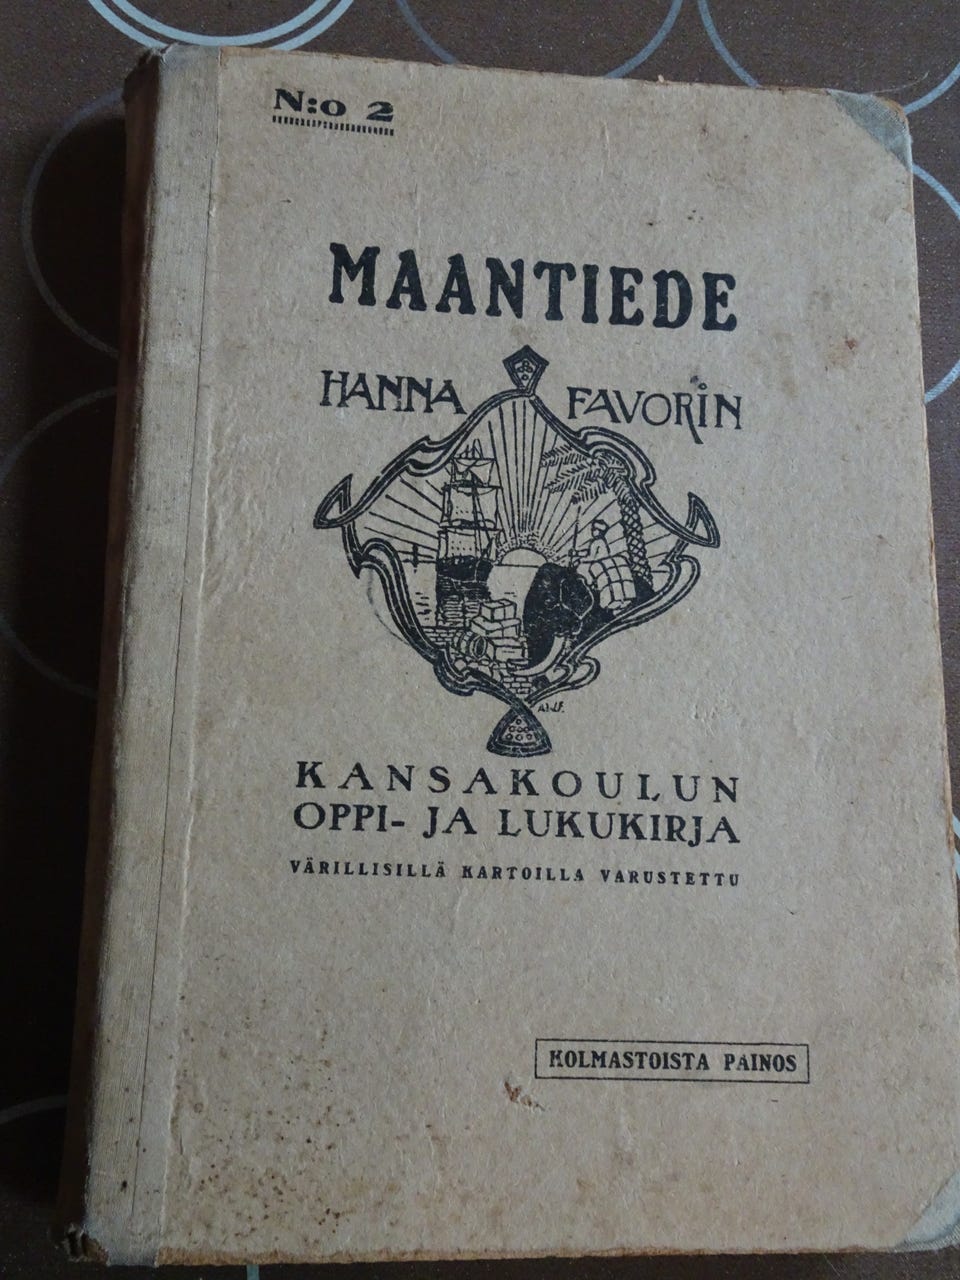 N:o 2
MAANTIEDE
HANNA FAVORIN
KANSAKOULUN
OPPI- JA LUKUKIRJA
VÄRILLISILLÄ KARTOILLA VARUSTETTU
KOLMASTOISTA PAINOS